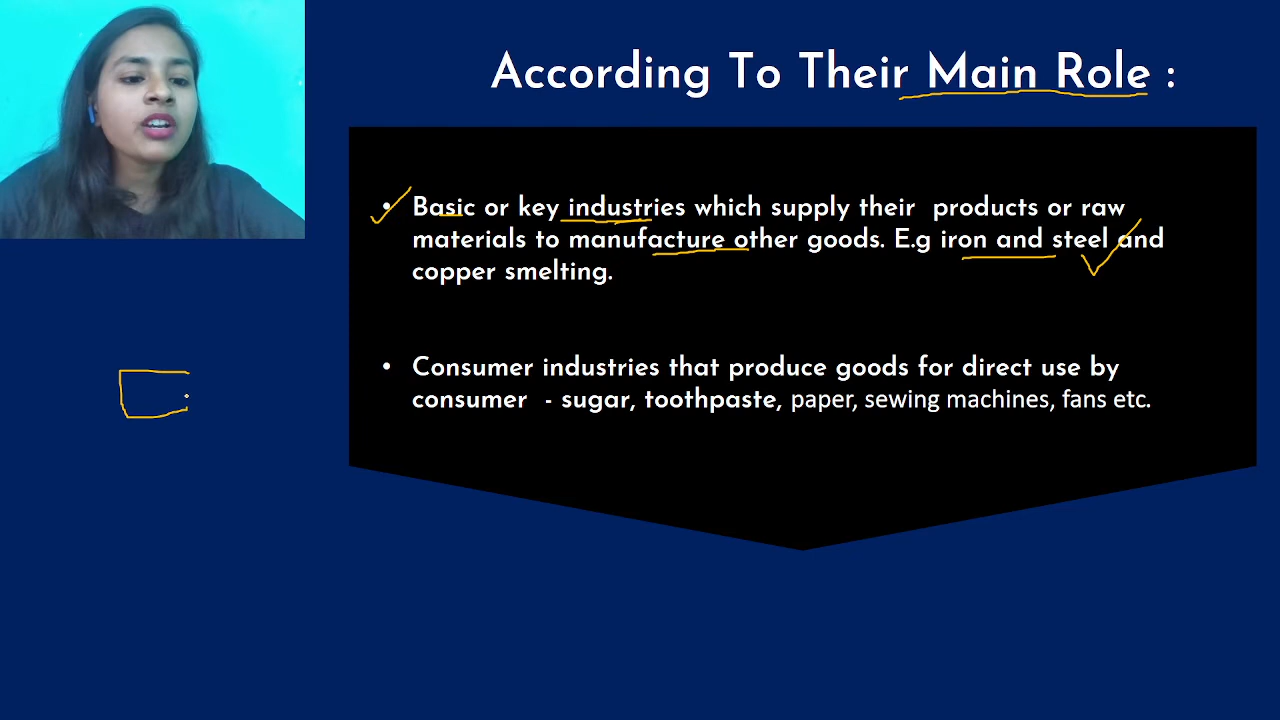 According To Their Main Role :
• Basic or key industries which supply their products or raw
materials to manufacture other goods. E.g iron and steel and
copper smelting.
• Consumer industries that produce goods for direct use by
consumer - sugar, toothpaste, paper, sewing machines, fans etc.